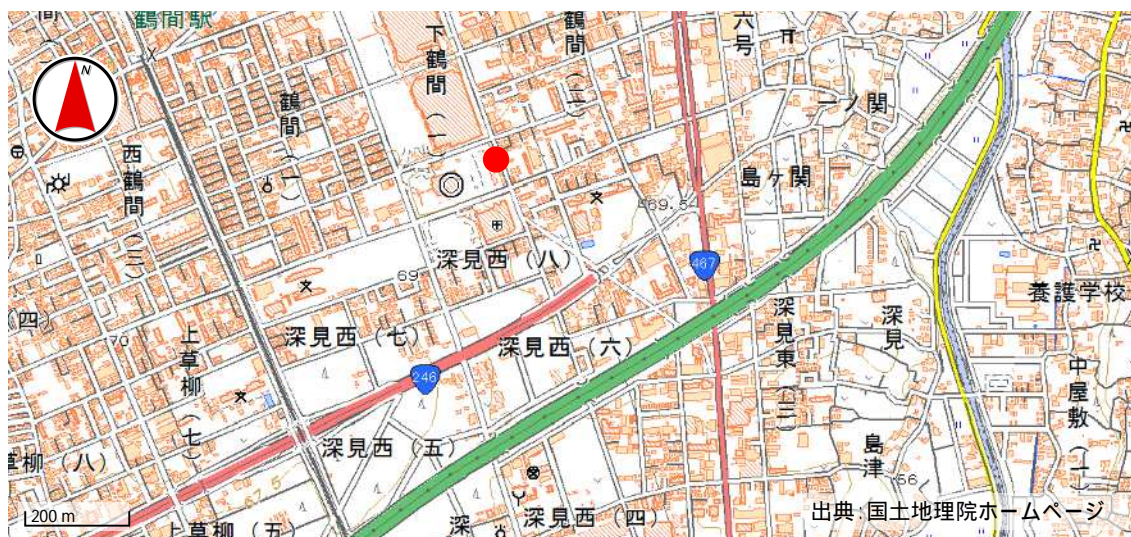 鶴間駅
間
下鶴間（一）
鶴間（二）
六号
N
鶴間（一）
西鶴間（三）
一ノ関
島ヶ関
69.5
467
深見西（八）
69
養護学校
（四）
70
上草柳（七）
深見西（七）
深見西（六）
246
深見東（三）
深見
中屋敷（一）
草柳（八）
深見西（五）
島津
56
67.5
200 m
上草柳（五）
深
深見西（四）
出典：国土地理院ホームページ